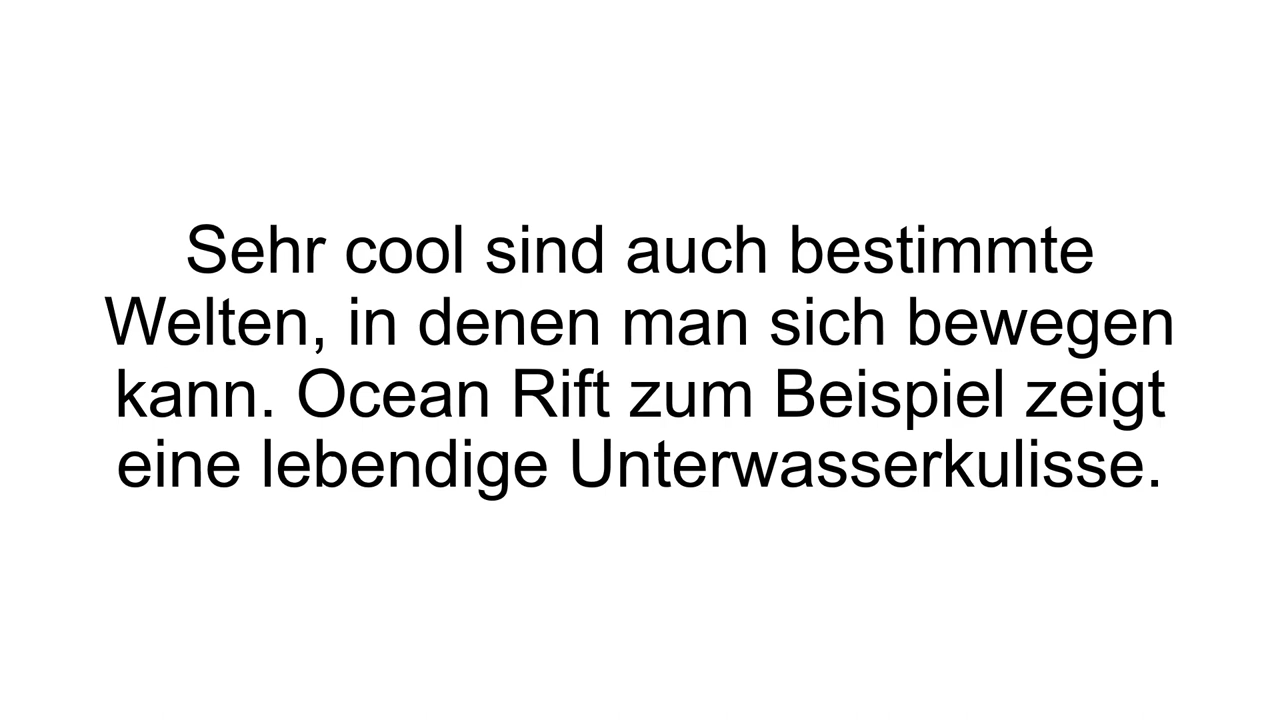 Sehr cool sind auch bestimmte
Welten, in denen man sich bewegen
kann. Ocean Rift zum Beispiel zeigt
eine lebendige Unterwasserkulisse.